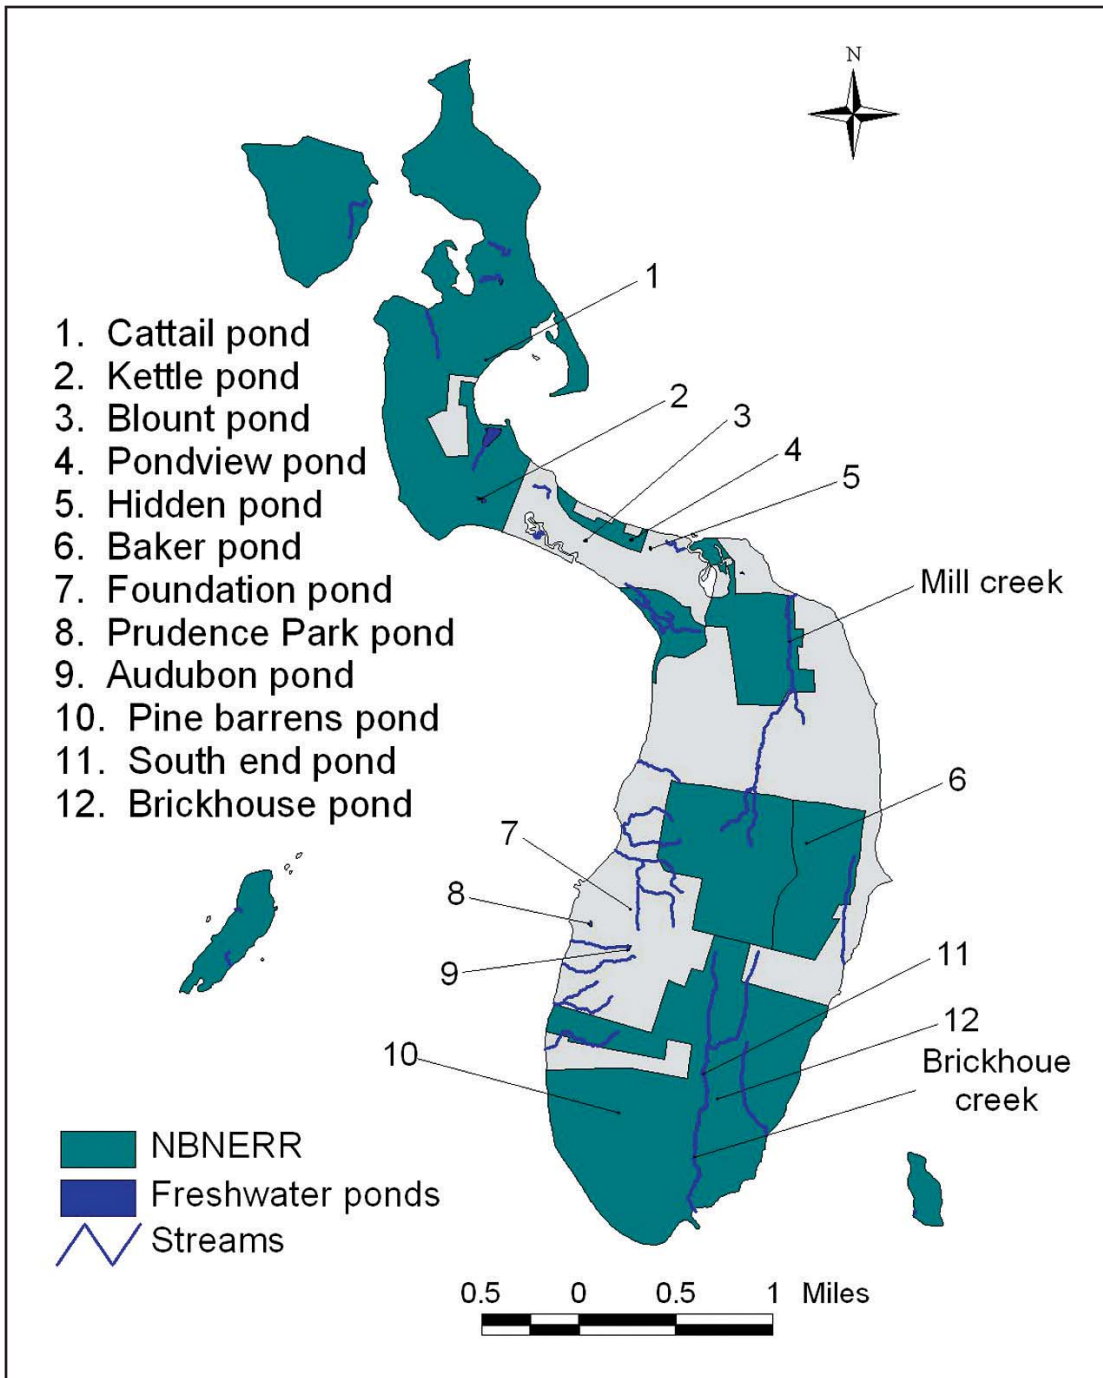 N
1. Cattail pond
2. Kettle pond
3. Blount pond
4. Pondview pond
5. Hidden pond
6. Baker pond
7. Foundation pond
8. Prudence Park pond
9. Audubon pond
10. Pine barrens pond
11. South end pond
12. Brickhouse pond
1
2
3
4
5
Mill creek
6
7
8
9
11
12
10
Brickhoue
creek
NBNERR
Freshwater ponds
Streams
0.5 0 0.5 1 Miles